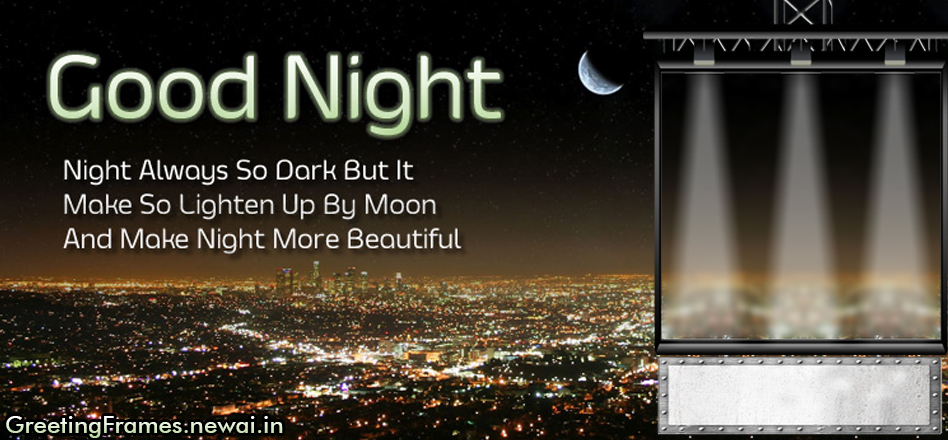 Good Night
Night Always So Dark But It
Make So Lighten Up By Moon
And Make Night More Beautiful
GreetingFrames.newai.in